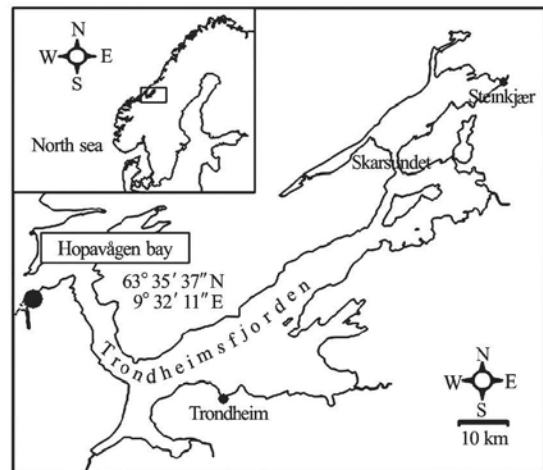 N
W E
S
North sea
Steinkjær
Skarsundet
Hopavågen bay
63° 35′ 37″ N
9° 32′ 11″ E
Trondheimsfjorden
Trondheim
N
W E
S
10 km